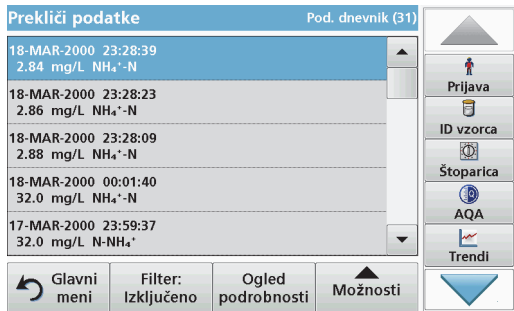 Prekliči podatke
Pod. dnevnik (31)
18-MAR-2000 23:28:39
2.84 mg/L NH₄⁺-N
18-MAR-2000 23:28:23
2.86 mg/L NH₄⁺-N
18-MAR-2000 23:28:09
2.88 mg/L NH₄⁺-N
18-MAR-2000 00:01:40
32.0 mg/L NH₄⁺-N
17-MAR-2000 23:59:37
32.0 mg/L N-NH₄⁺
Prijava
ID vzorca
Štoparica
AQA
Trendi
Glavni
meni
Filter:
Izključeno
Ogled
podrobnosti
Možnosti